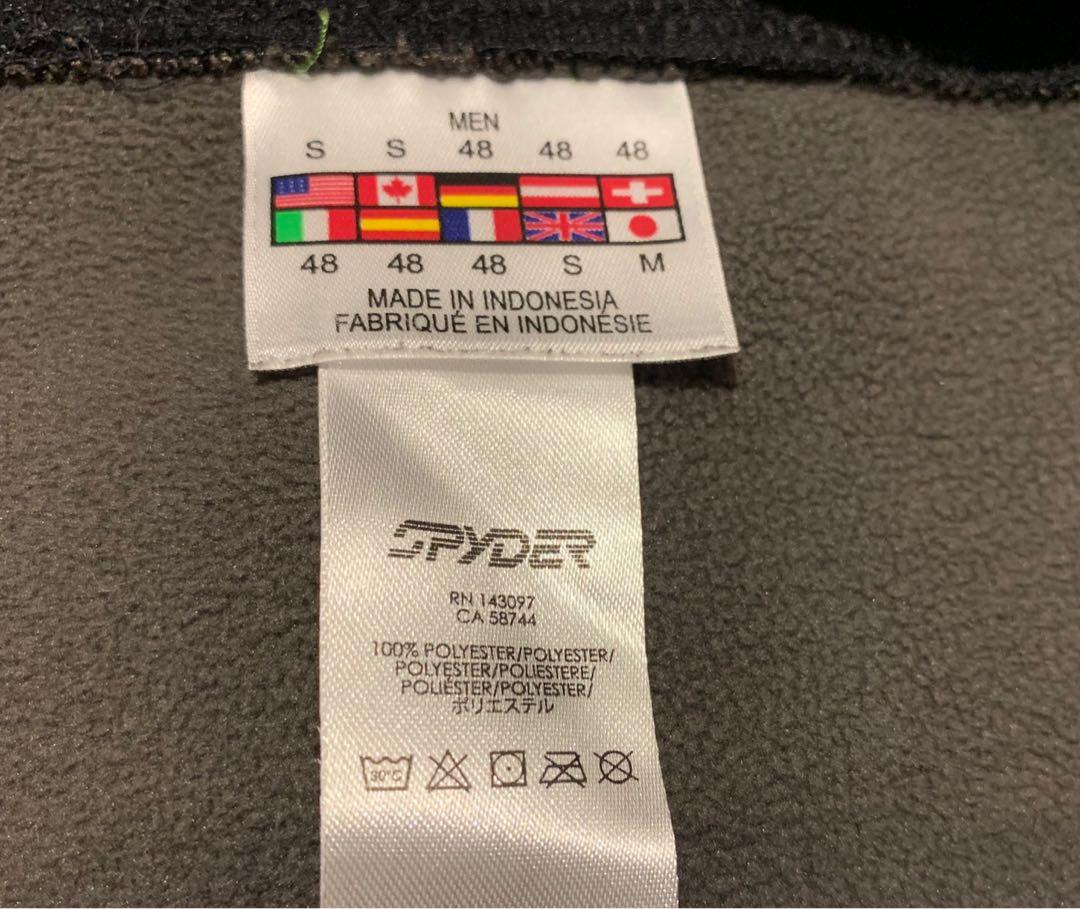 MEN
S S 48 48 48
48 48 48 S M
MADE IN INDONESIA
FABRIQUÉ EN INDONÉSIE
SPYDER
RN 143097
CA 58744
100% POLYESTER/POLYESTER/
POLYESTER/POLIESTERE/
POLIÉSTER/POLYESTER/
ポリエステル
30°C